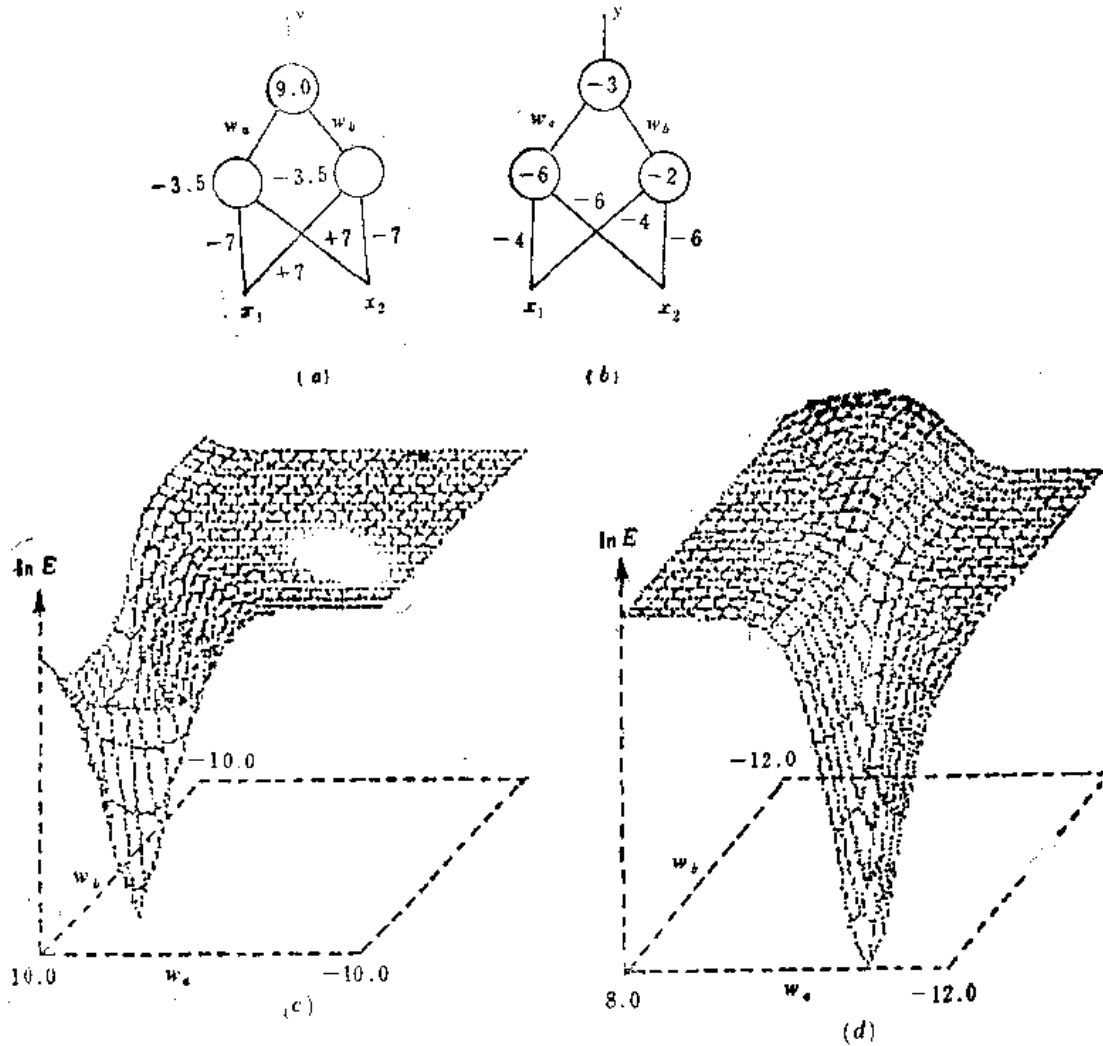 y
9.0
w_a w_b
-3.5 -3.5
-7 +7 -7
+7
x_1 x_2
(a)
y
-3
w_a w_b
-6 -2
-6 -4
-4 -6
x_1 x_2
(b)
ln E
-10.0
w_b
10.0 w_a -10.0
(c)
ln E
-12.0
w_b
8.0 w_a -12.0
(d)